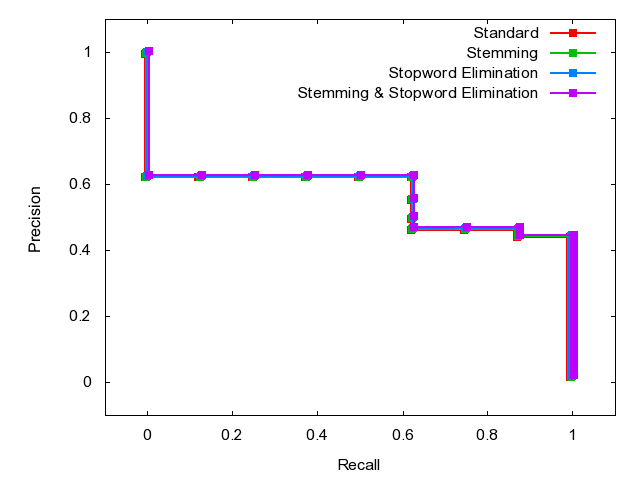 Standard
Stemming
Stopword Elimination
Stemming & Stopword Elimination
1
0.8
0.6
0.4
0.2
0
Precision
0 0.2 0.4 0.6 0.8 1
Recall